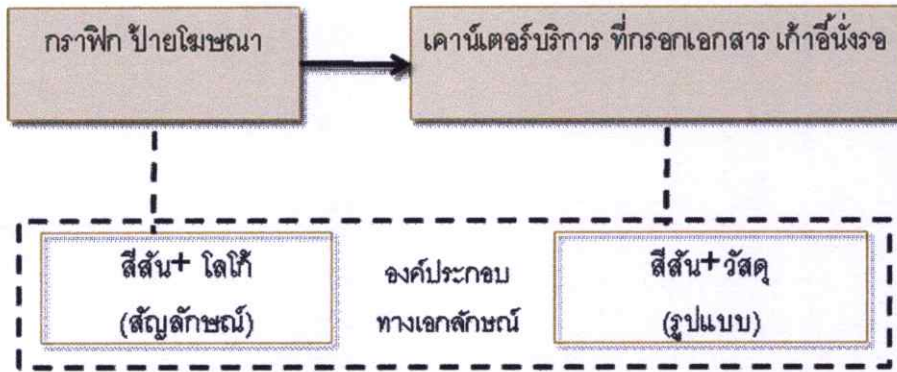 กราฟิก ป้ายโฆษณา
เคาน์เตอร์บริการ ที่กรอกเอกสาร เก้าอี้นั่งรอ
สีสัน+ โลโก้
(สัญลักษณ์)
องค์ประกอบ
ทางเอกลักษณ์
สีสัน+วัสดุ
(รูปแบบ)